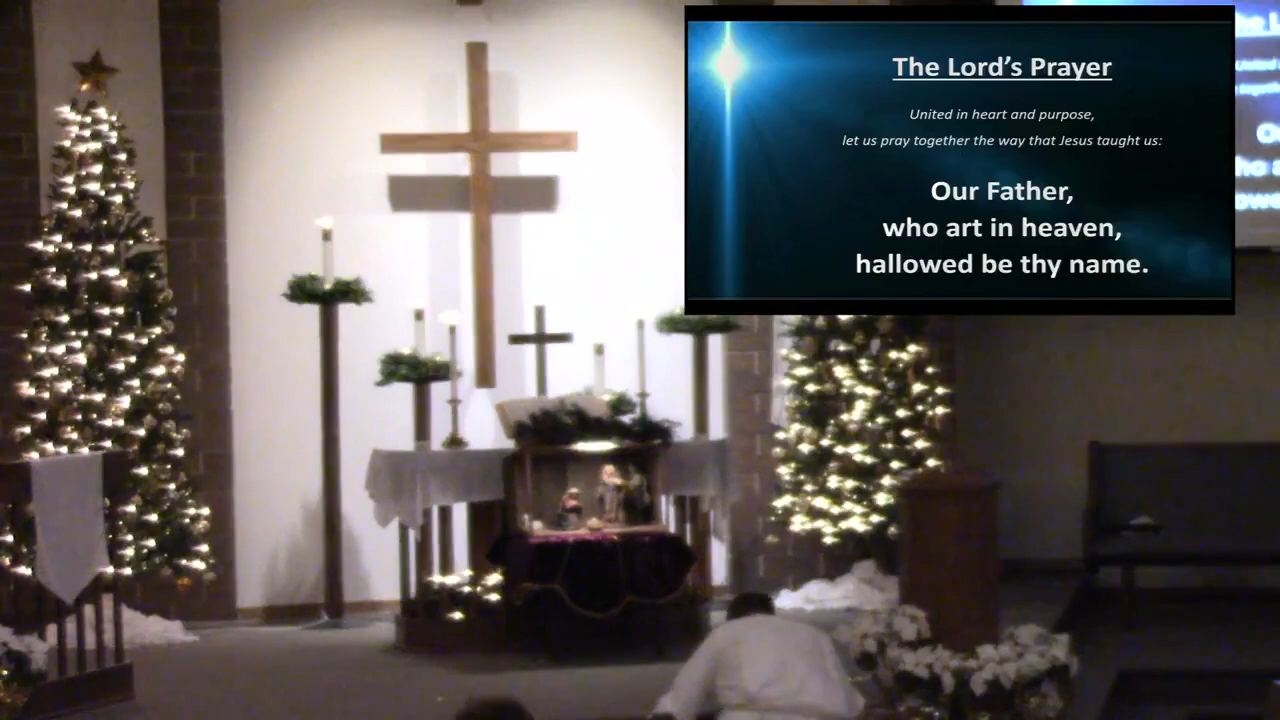 The Lord's Prayer
United in heart and purpose,
let us pray together the way that Jesus taught us:
Our Father,
who art in heaven,
hallowed be thy name.